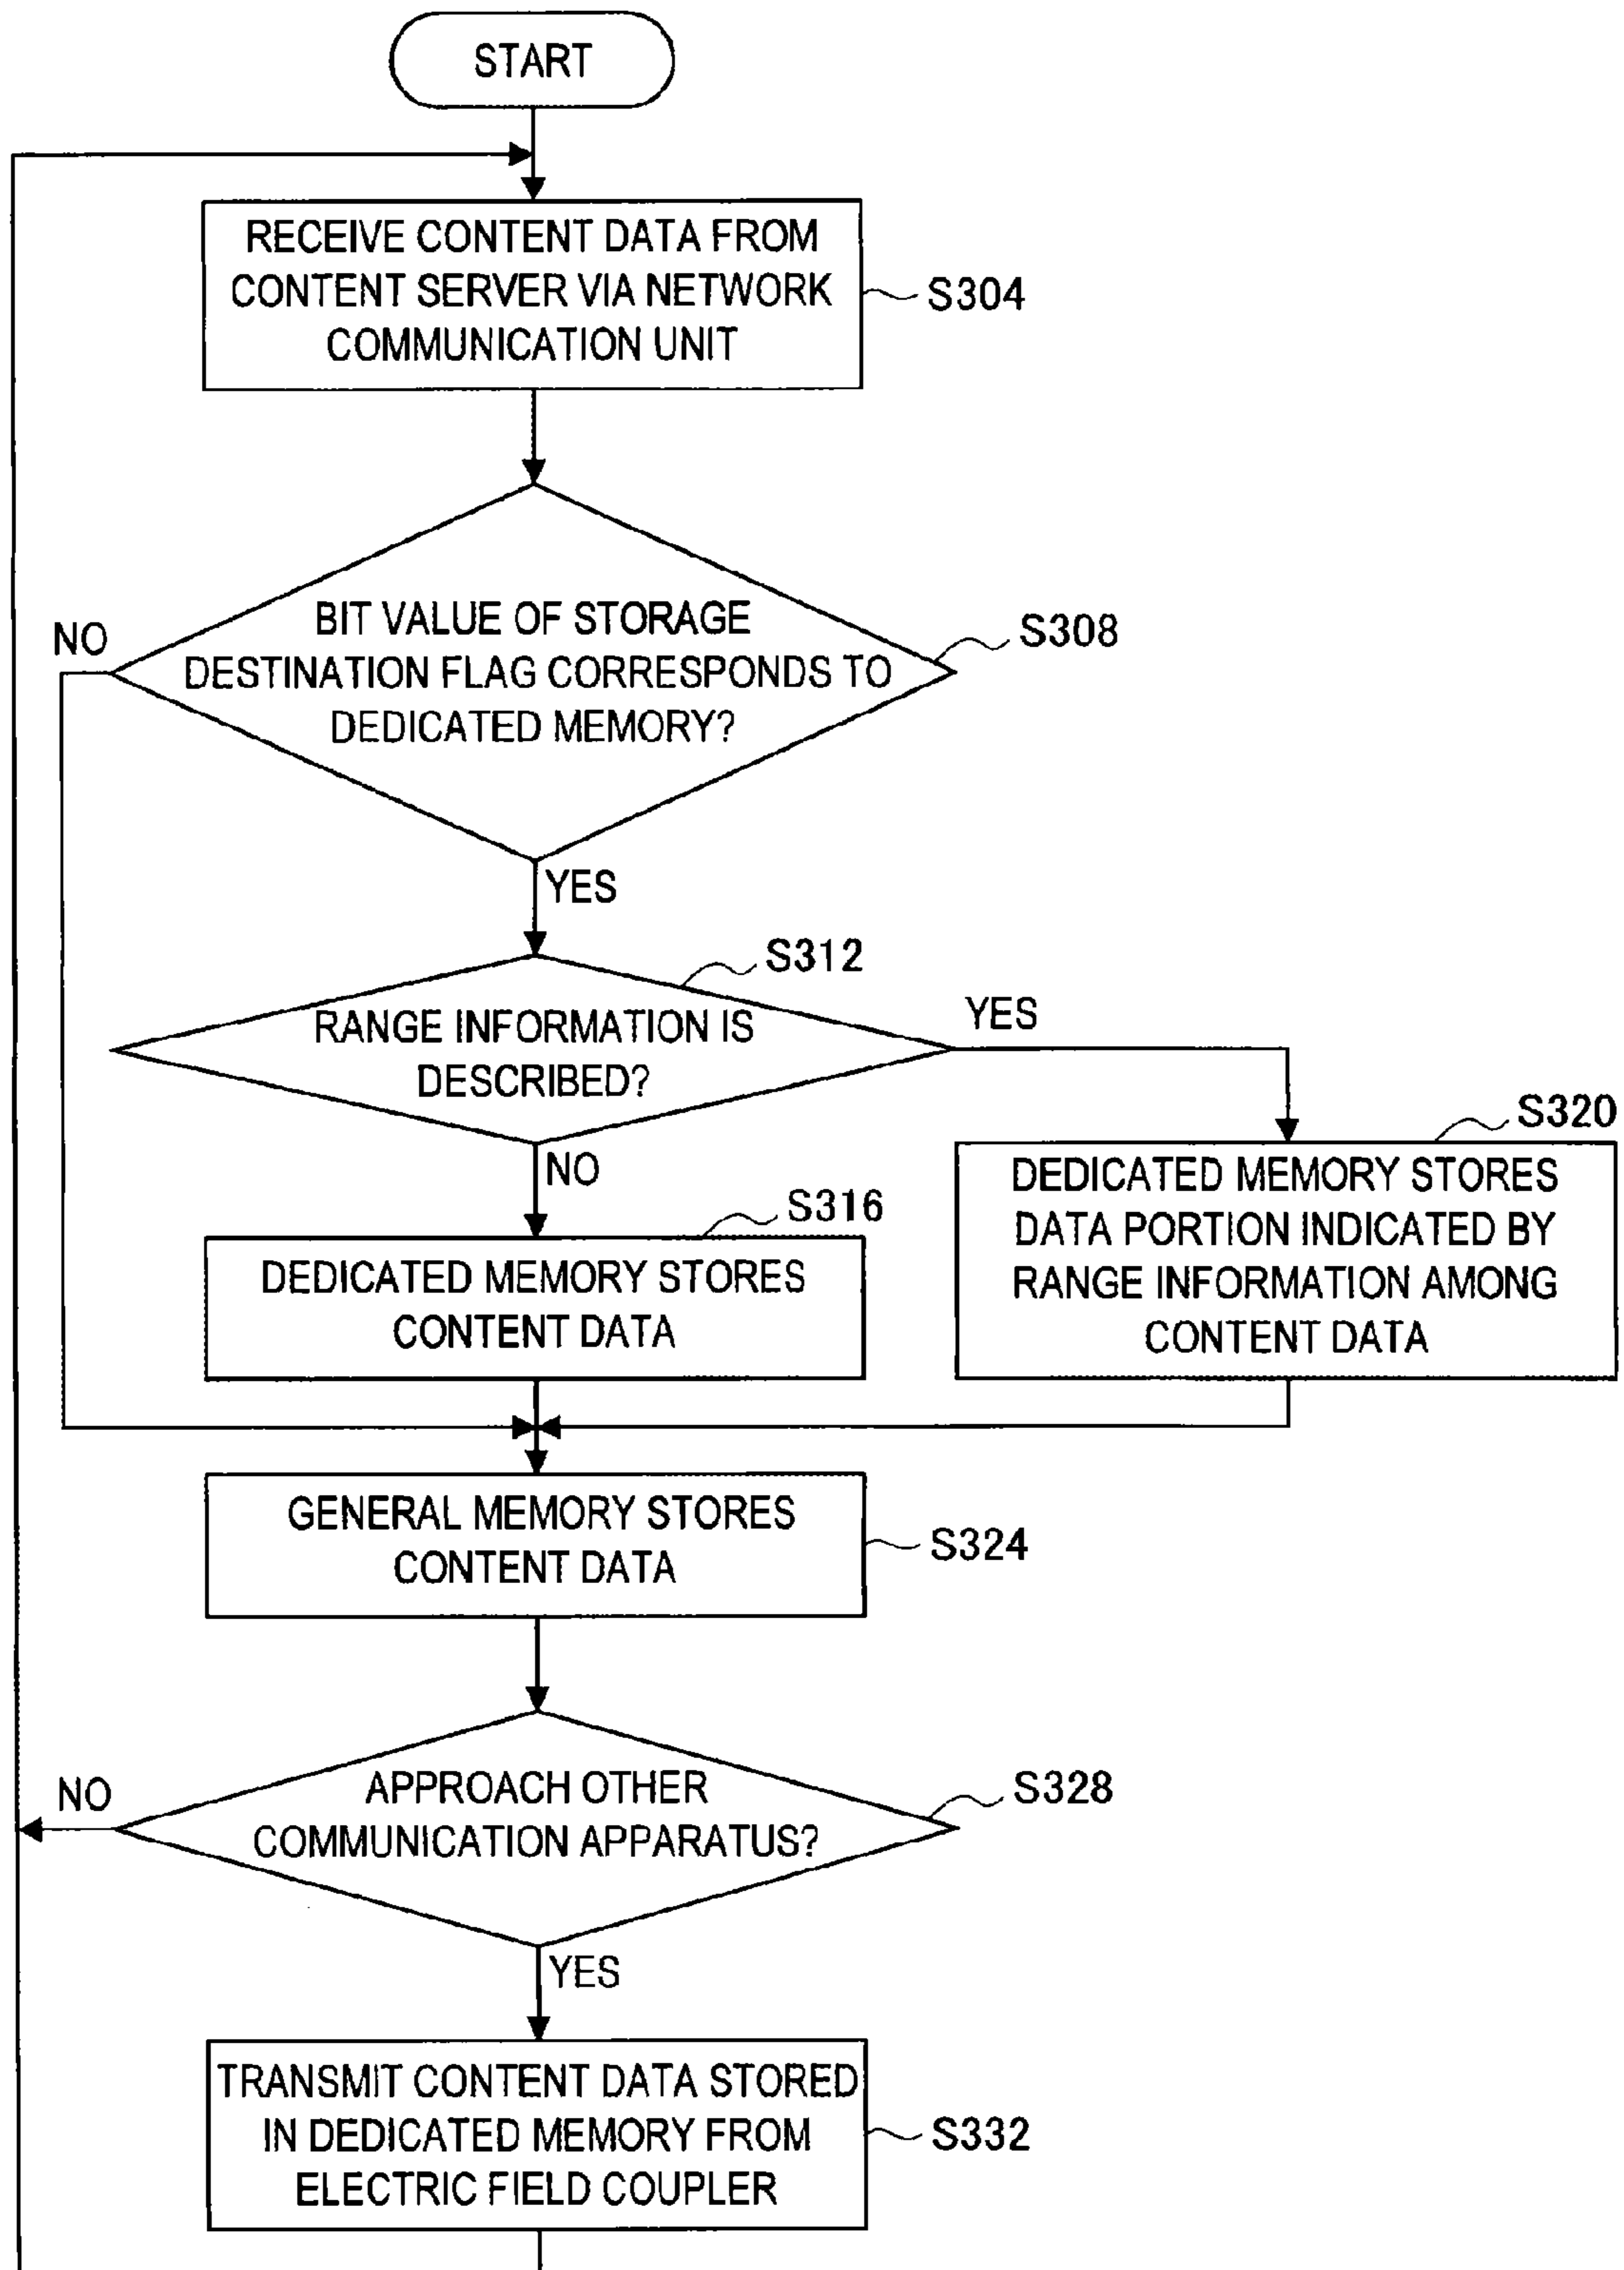 START
RECEIVE CONTENT DATA FROM
CONTENT SERVER VIA NETWORK
COMMUNICATION UNIT
S304
BIT VALUE OF STORAGE
DESTINATION FLAG CORRESPONDS TO
DEDICATED MEMORY?
S308
NO
YES
RANGE INFORMATION IS
DESCRIBED?
S312
YES
NO
DEDICATED MEMORY STORES
CONTENT DATA
S316
DEDICATED MEMORY STORES
DATA PORTION INDICATED BY
RANGE INFORMATION AMONG
CONTENT DATA
S320
GENERAL MEMORY STORES
CONTENT DATA
S324
APPROACH OTHER
COMMUNICATION APPARATUS?
S328
NO
YES
TRANSMIT CONTENT DATA STORED
IN DEDICATED MEMORY FROM
ELECTRIC FIELD COUPLER
S332